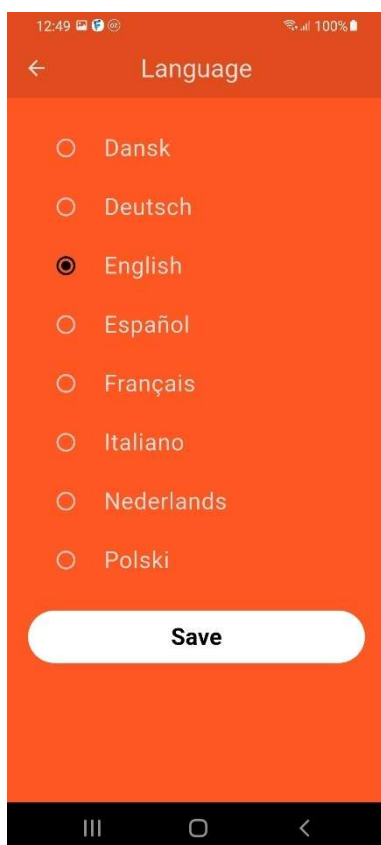 12:49 100%
Language
Dansk
Deutsch
English
Español
Français
Italiano
Nederlands
Polski
Save